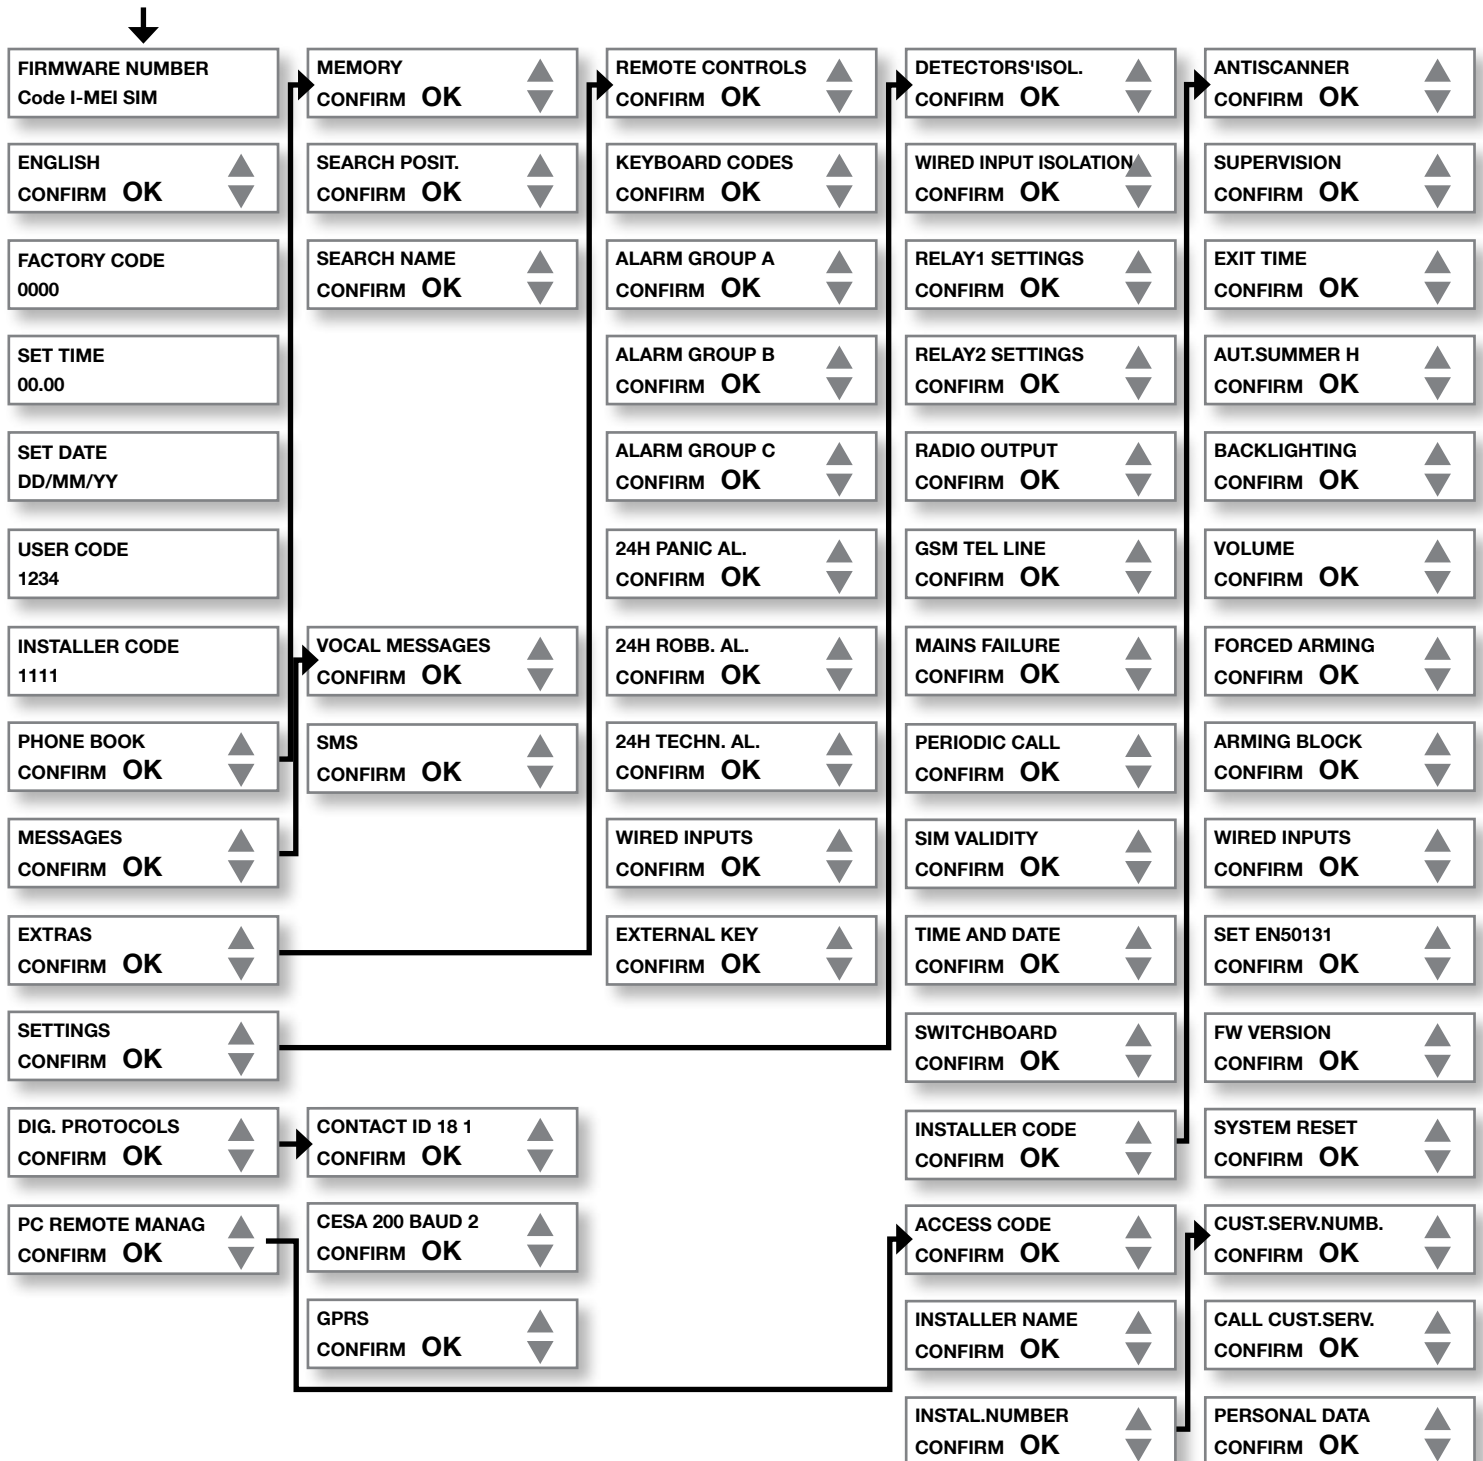 FIRMWARE NUMBER
Code I-MEI SIM
ENGLISH
CONFIRM OK
FACTORY CODE
0000
SET TIME
00.00
SET DATE
DD/MM/YY
USER CODE
1234
INSTALLER CODE
1111
PHONE BOOK
CONFIRM OK
MESSAGES
CONFIRM OK
EXTRAS
CONFIRM OK
SETTINGS
CONFIRM OK
DIG. PROTOCOLS
CONFIRM OK
PC REMOTE MANAG
CONFIRM OK
MEMORY
CONFIRM OK
SEARCH POSIT.
CONFIRM OK
SEARCH NAME
CONFIRM OK
VOCAL MESSAGES
CONFIRM OK
SMS
CONFIRM OK
CONTACT ID 18 1
CONFIRM OK
CESA 200 BAUD 2
CONFIRM OK
GPRS
CONFIRM OK
REMOTE CONTROLS
CONFIRM OK
KEYBOARD CODES
CONFIRM OK
ALARM GROUP A
CONFIRM OK
ALARM GROUP B
CONFIRM OK
ALARM GROUP C
CONFIRM OK
24H PANIC AL.
CONFIRM OK
24H ROBB. AL.
CONFIRM OK
24H TECHN. AL.
CONFIRM OK
WIRED INPUTS
CONFIRM OK
EXTERNAL KEY
CONFIRM OK
DETECTORS'ISOL.
CONFIRM OK
WIRED INPUT ISOLATION
CONFIRM OK
RELAY1 SETTINGS
CONFIRM OK
RELAY2 SETTINGS
CONFIRM OK
RADIO OUTPUT
CONFIRM OK
GSM TEL LINE
CONFIRM OK
MAINS FAILURE
CONFIRM OK
PERIODIC CALL
CONFIRM OK
SIM VALIDITY
CONFIRM OK
TIME AND DATE
CONFIRM OK
SWITCHBOARD
CONFIRM OK
INSTALLER CODE
CONFIRM OK
ACCESS CODE
CONFIRM OK
INSTALLER NAME
CONFIRM OK
INSTAL.NUMBER
CONFIRM OK
ANTISCANNER
CONFIRM OK
SUPERVISION
CONFIRM OK
EXIT TIME
CONFIRM OK
AUT.SUMMER H
CONFIRM OK
BACKLIGHTING
CONFIRM OK
VOLUME
CONFIRM OK
FORCED ARMING
CONFIRM OK
ARMING BLOCK
CONFIRM OK
WIRED INPUTS
CONFIRM OK
SET EN50131
CONFIRM OK
FW VERSION
CONFIRM OK
SYSTEM RESET
CONFIRM OK
CUST.SERV.NUMB.
CONFIRM OK
CALL CUST.SERV.
CONFIRM OK
PERSONAL DATA
CONFIRM OK